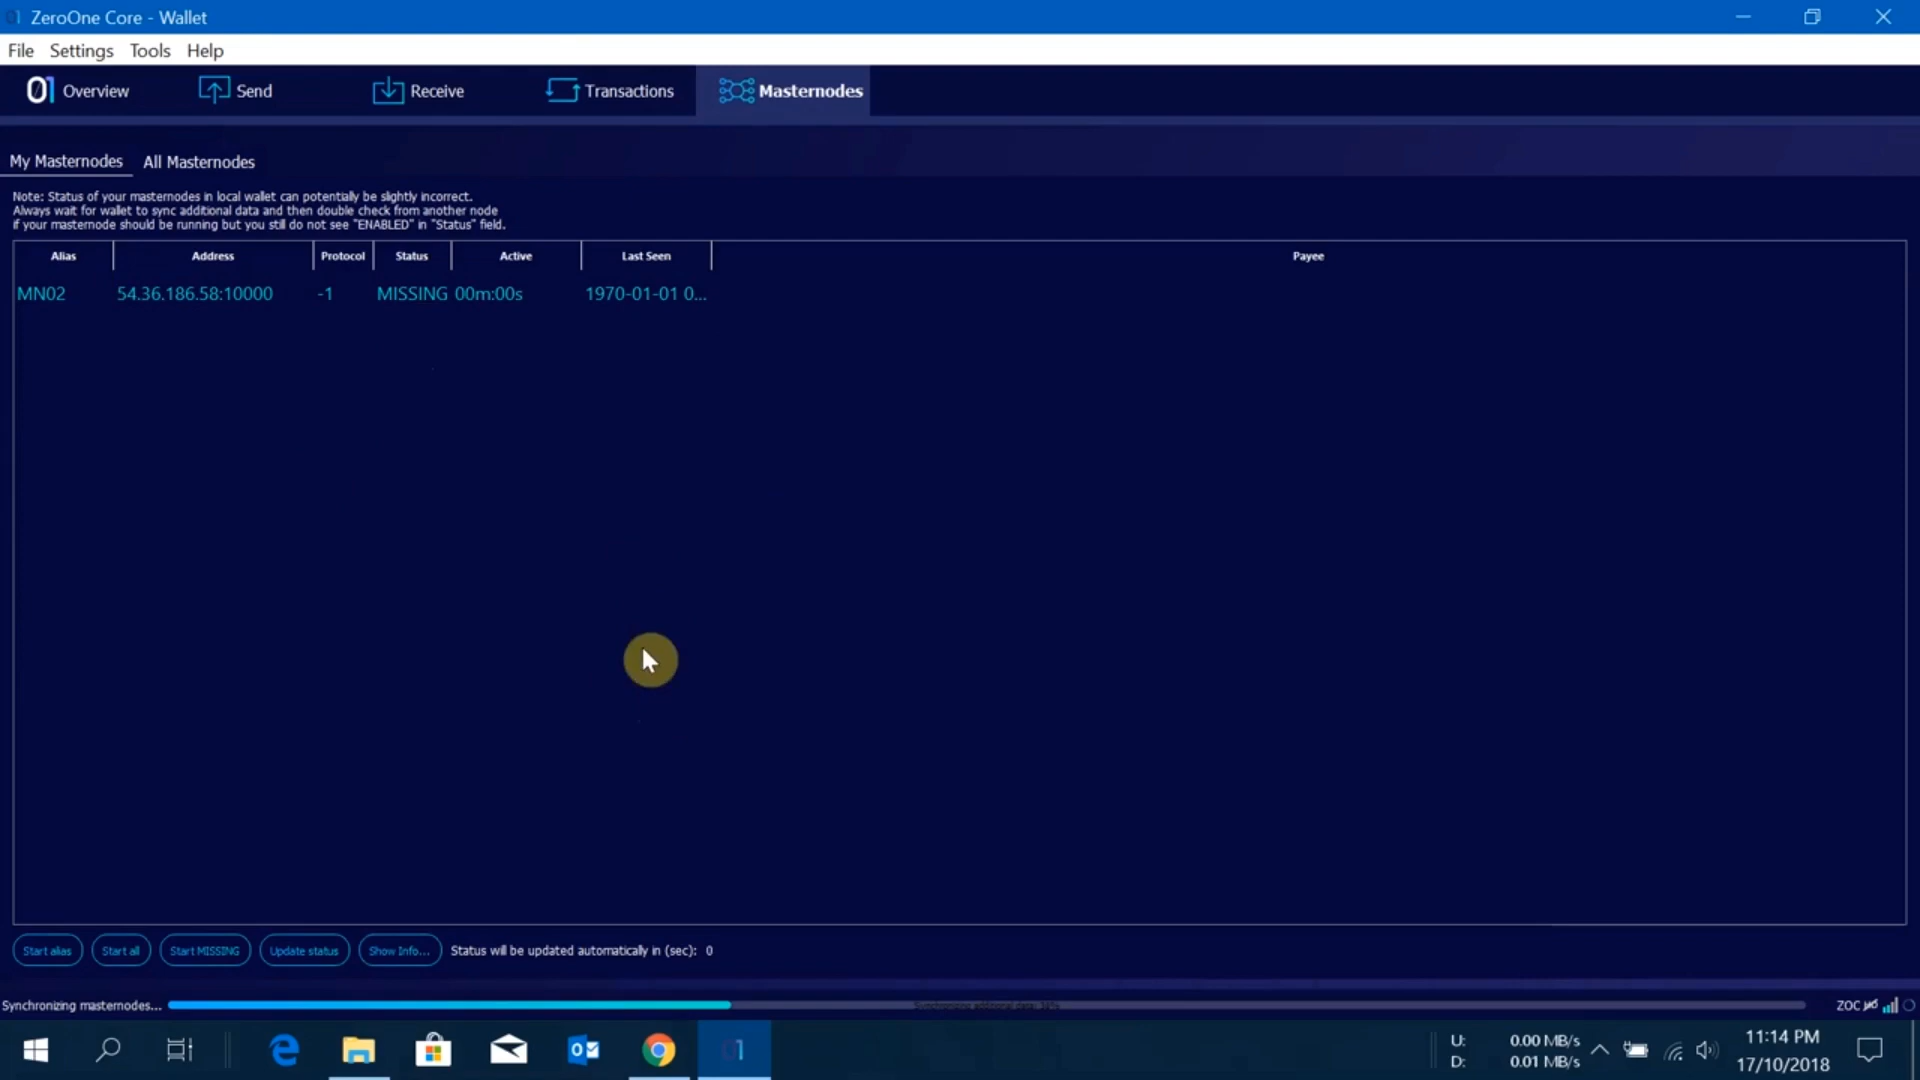 01 ZeroOne Core - Wallet
File Settings Tools Help
01 Overview Send Receive Transactions Masternodes
My Masternodes All Masternodes
Note: Status of your masternodes in local wallet can potentially be slightly incorrect.
Always wait for wallet to sync additional data and then double check from another node
if your masternode should be running but you still do not see "ENABLED" in "Status" field.
Alias Address Protocol Status Active Last Seen Payee
MN02 54.36.186.58:10000 -1 MISSING 00m:00s 1970-01-01 0...
Start alias Start all Start MISSING Update status Show Info... Status will be updated automatically in (sec): 0
Synchronizing masternodes... Synchronizing additional data: 34% ZOC
U: 0.00 MB/s 11:14 PM
D: 0.01 MB/s 17/10/2018